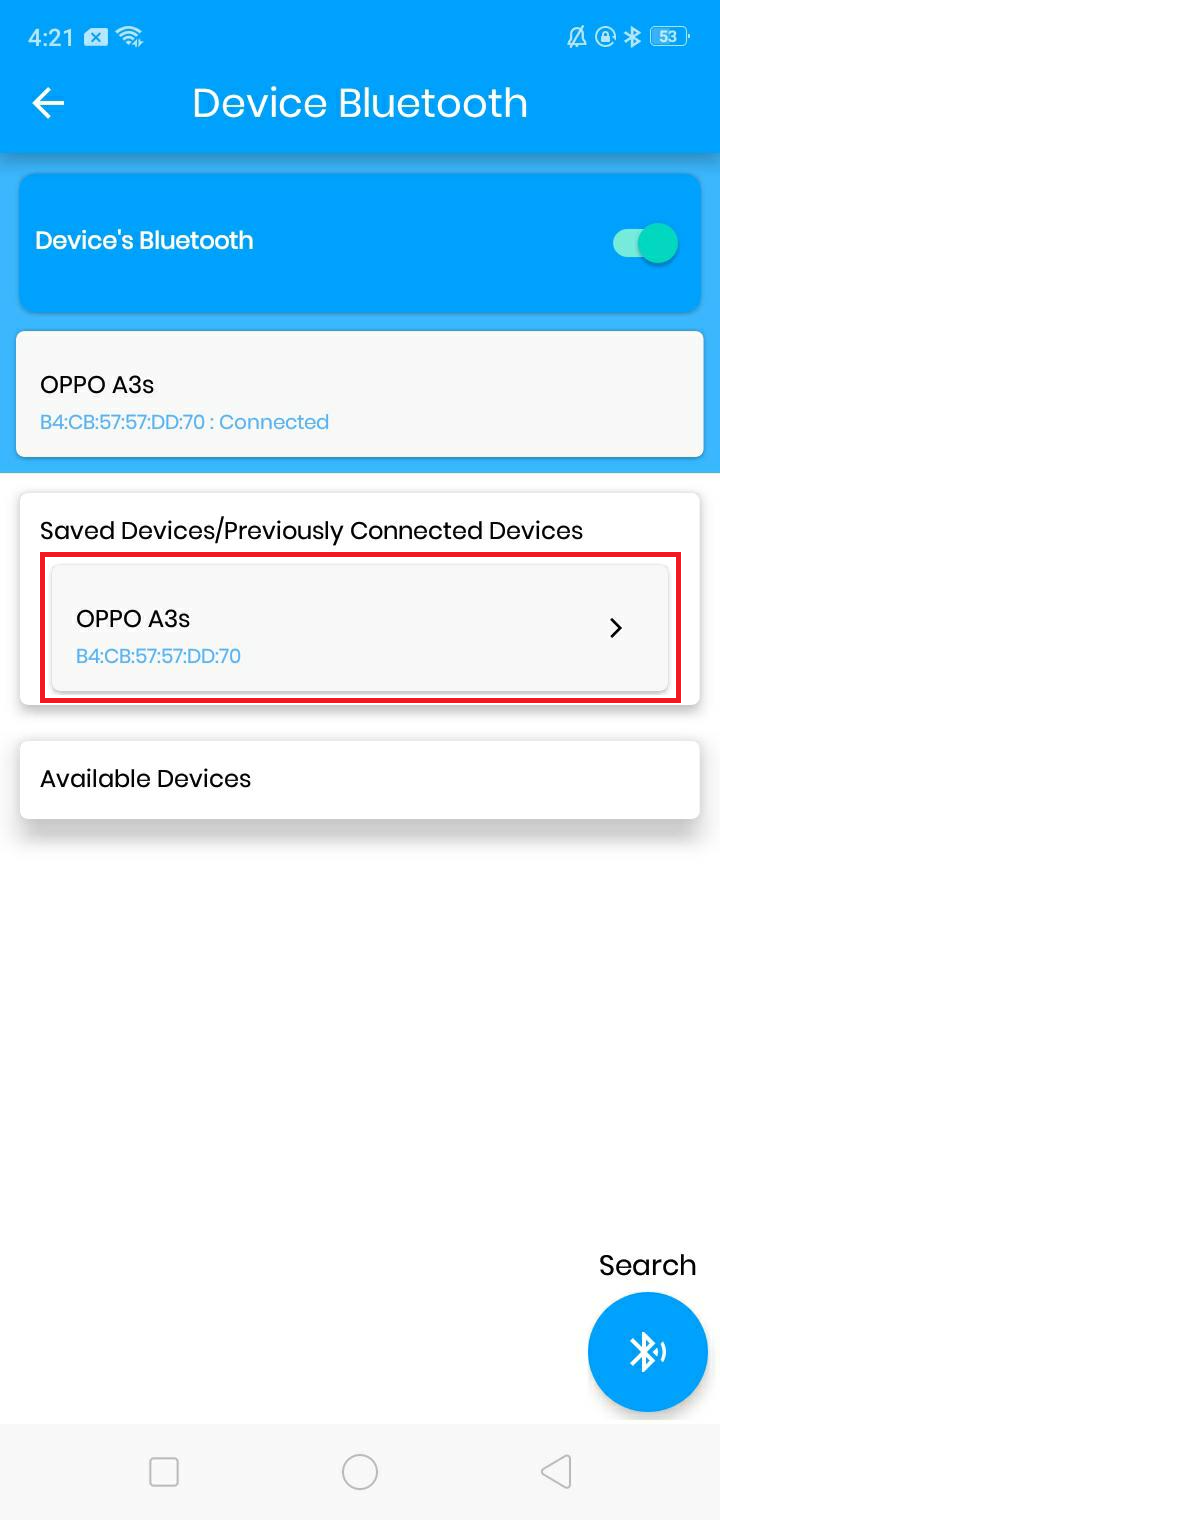 4:21
53
Device Bluetooth
Device's Bluetooth
OPPO A3s
B4:CB:57:57:DD:70 : Connected
Saved Devices/Previously Connected Devices
OPPO A3s
B4:CB:57:57:DD:70
Available Devices
Search